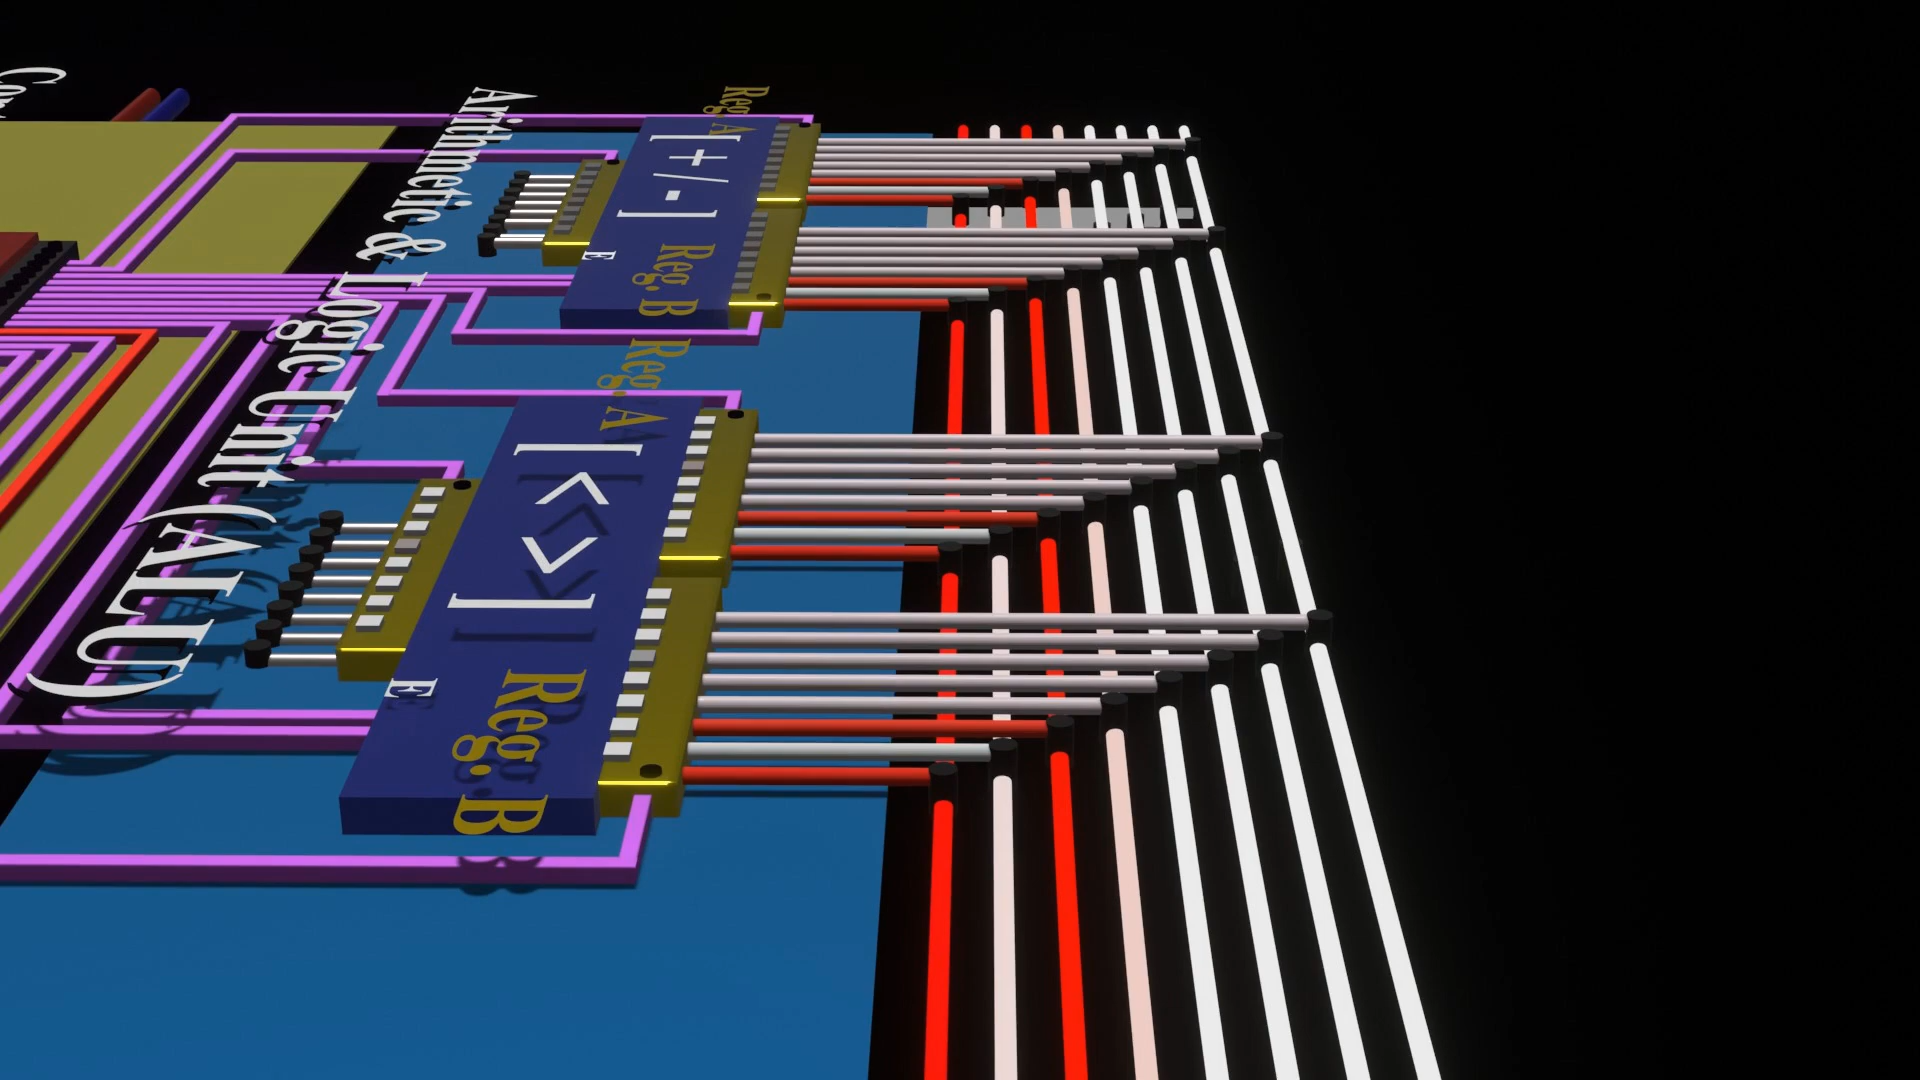 Arithmetic & Logic Unit (ALU)
Reg. A
[+/-]
E
Reg. B
Reg. A
[<>]
E
Reg. B